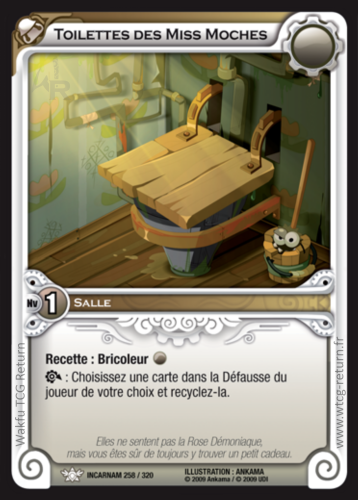 Toilettes des Miss Moches
Nv 1 Salle
TCG
Recette : Bricoleur
: Choisissez une carte dans la Défausse du
joueur de votre choix et recyclez-la.
Elles ne sentent pas la Rose Démoniaque,
mais vous êtes sûr de toujours y trouver un petit cadeau.
INCARNAM 258 / 320
ILLUSTRATION : ANKAMA
© 2009 Ankama / © 2009 UDI
Wakfu TCG Return
www.wtcg-return.fr